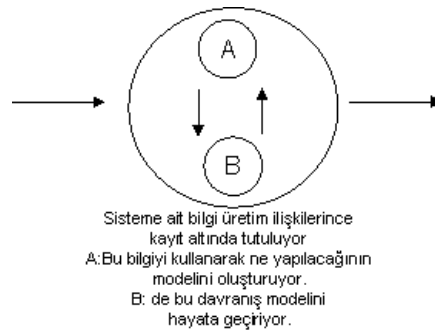 A
B
Sisteme ait bilgi üretim ilişkilerince
kayıt altında tutuluyor
A:Bu bilgiyi kullanarak ne yapılacağının
modelini oluşturuyor.
B: de bu davranış modelini
hayata geçiriyor.